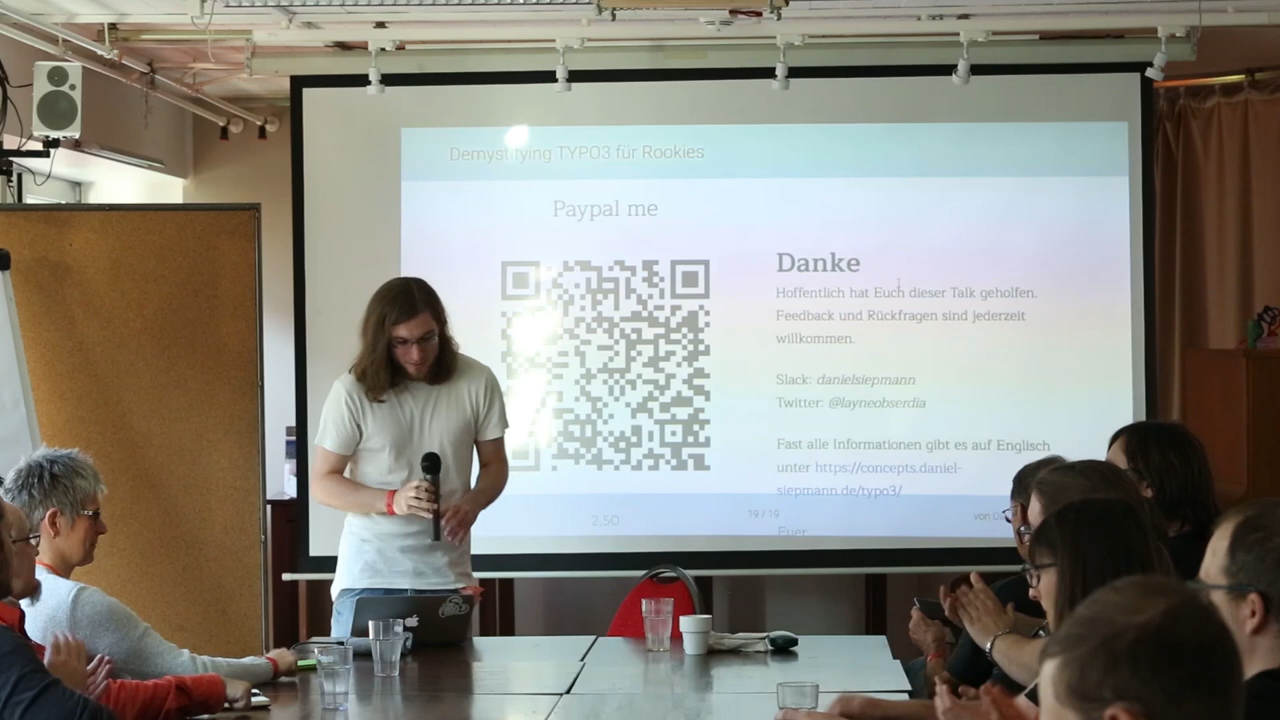 Demystifying TYPO3 für Rookies
Paypal me
Danke
Hoffentlich hat Euch dieser Talk geholfen.
Feedback und Rückfragen sind jederzeit
willkommen.
Slack: danielsiepmann
Twitter: @layneobserdia
Fast alle Informationen gibt es auf Englisch
unter https://concepts.daniel-
siepmann.de/typo3/
Euer
2,50
19 / 19
von